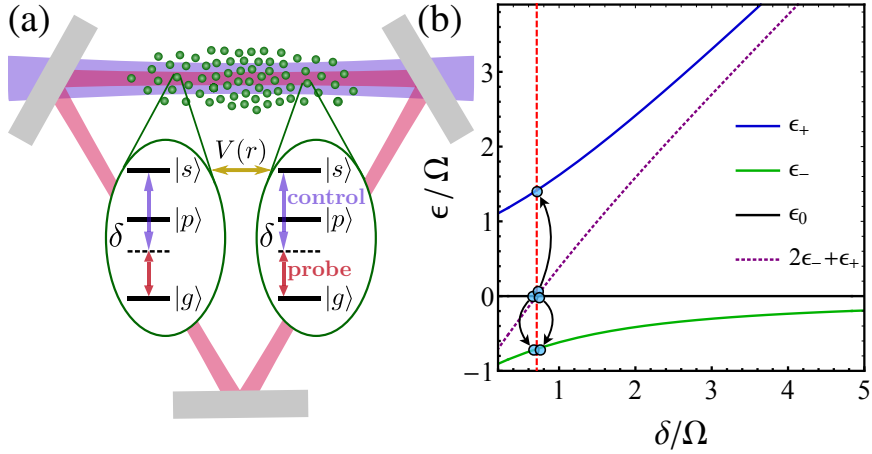 (a)
V(r)
|s⟩
|s⟩
control
|p⟩
|p⟩
δ
δ
probe
|g⟩
|g⟩
(b)
ϵ/Ω
3
2
1
0
−1
ϵ₊
ϵ₋
ϵ₀
2ϵ₋+ϵ₊
1
2
3
4
5
δ/Ω